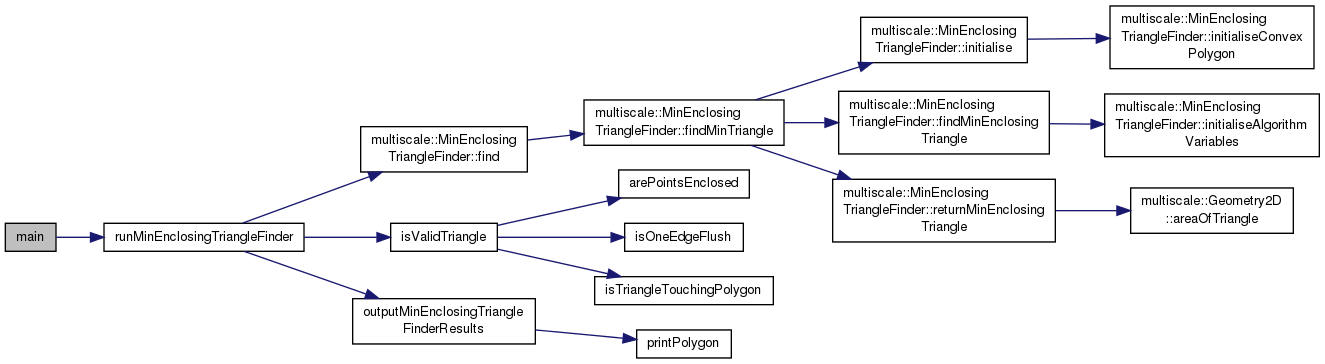 main
runMinEnclosingTriangleFinder
multiscale::MinEnclosing
TriangleFinder::find
isValidTriangle
outputMinEnclosingTriangle
FinderResults
multiscale::MinEnclosing
TriangleFinder::findMinTriangle
arePointsEnclosed
isOneEdgeFlush
isTriangleTouchingPolygon
printPolygon
multiscale::MinEnclosing
TriangleFinder::initialise
multiscale::MinEnclosing
TriangleFinder::findMinEnclosing
Triangle
multiscale::MinEnclosing
TriangleFinder::returnMinEnclosing
Triangle
multiscale::MinEnclosing
TriangleFinder::initialiseConvex
Polygon
multiscale::MinEnclosing
TriangleFinder::initialiseAlgorithm
Variables
multiscale::Geometry2D
::areaOfTriangle